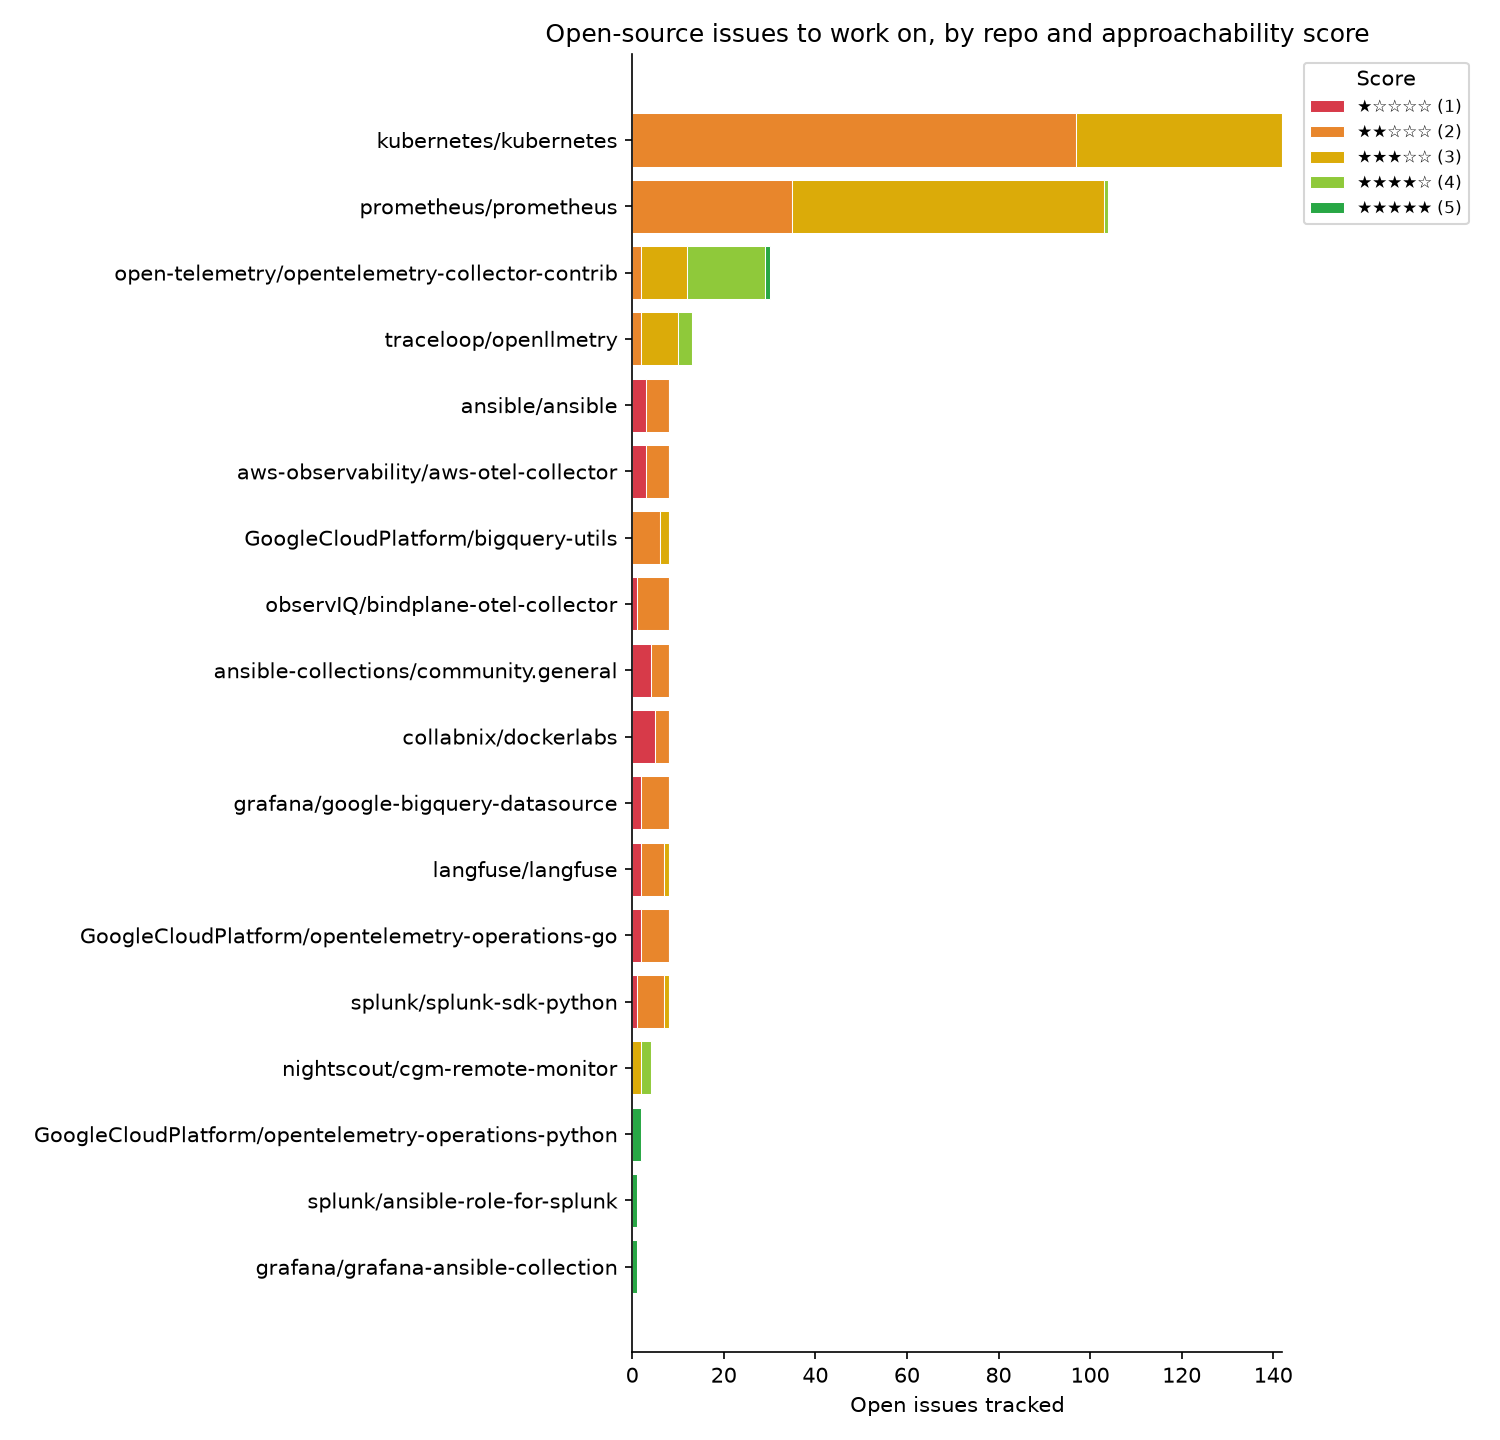 Open-source issues to work on, by repo and approachability score
Score
★☆☆☆☆ (1)
★★☆☆☆ (2)
★★★☆☆ (3)
★★★★☆ (4)
★★★★★ (5)
kubernetes/kubernetes
prometheus/prometheus
open-telemetry/opentelemetry-collector-contrib
traceloop/openllmetry
ansible/ansible
aws-observability/aws-otel-collector
GoogleCloudPlatform/bigquery-utils
observIQ/bindplane-otel-collector
ansible-collections/community.general
collabnix/dockerlabs
grafana/google-bigquery-datasource
langfuse/langfuse
GoogleCloudPlatform/opentelemetry-operations-go
splunk/splunk-sdk-python
nightscout/cgm-remote-monitor
GoogleCloudPlatform/opentelemetry-operations-python
splunk/ansible-role-for-splunk
grafana/grafana-ansible-collection
0 20 40 60 80 100 120 140
Open issues tracked